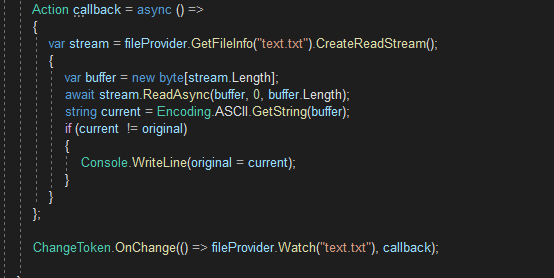 Action callback = async () =>
{
var stream = fileProvider.GetFileInfo("text.txt").CreateReadStream();
{
var buffer = new byte[stream.Length];
await stream.ReadAsync(buffer, 0, buffer.Length);
string current = Encoding.ASCII.GetString(buffer);
if (current != original)
{
Console.WriteLine(original = current);
}
}
};
ChangeToken.OnChange(() => fileProvider.Watch("text.txt"), callback);